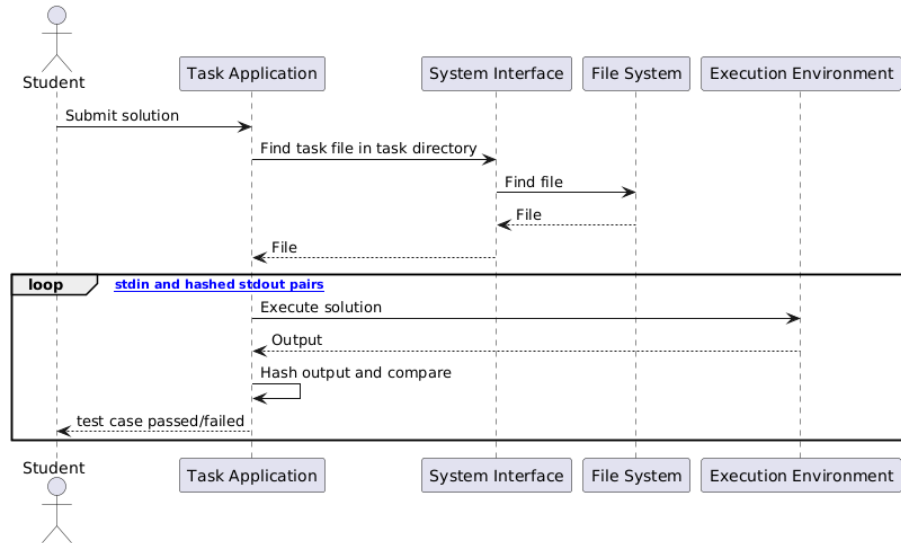 Student
Task Application
System Interface
File System
Execution Environment
Submit solution
Find task file in task directory
Find file
File
File
loop
stdin and hashed stdout pairs
Execute solution
Output
Hash output and compare
test case passed/failed
Student
Task Application
System Interface
File System
Execution Environment